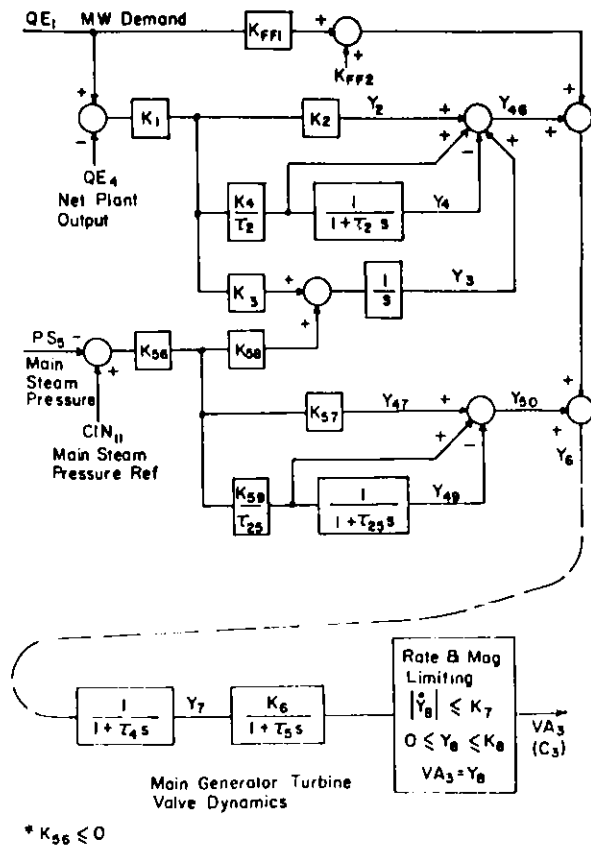 QE₁ MW Demand
K_FF1
+
+
K_FF2
+
+
-
K₁
K₂
Y₂
+
+
-
+
Y₄₆
+
QE₄
Net Plant
Output
K₄
τ₂
1
1 + τ₂ s
Y₄
K₃
+
+
1
s
Y₃
PS₅ -
Main
Steam
Pressure
+
K₅₆
K₅₈
CIN₁₁
Main Steam
Pressure Ref
K₅₇
Y₄₇
+
+
-
Y₅₀
+
+
Y₆
K₅₉
τ₂₅
1
1 + τ₂₅ s
Y₄₉
1
1 + τ₄ s
Y₇
K₆
1 + τ₅ s
Rate & Mag
Limiting
|Ẏ₈| ≤ K₇
0 ≤ Y₈ ≤ K₈
VA₃ = Y₈
VA₃
(C₃)
Main Generator Turbine
Valve Dynamics
* K₅₆ ≤ 0